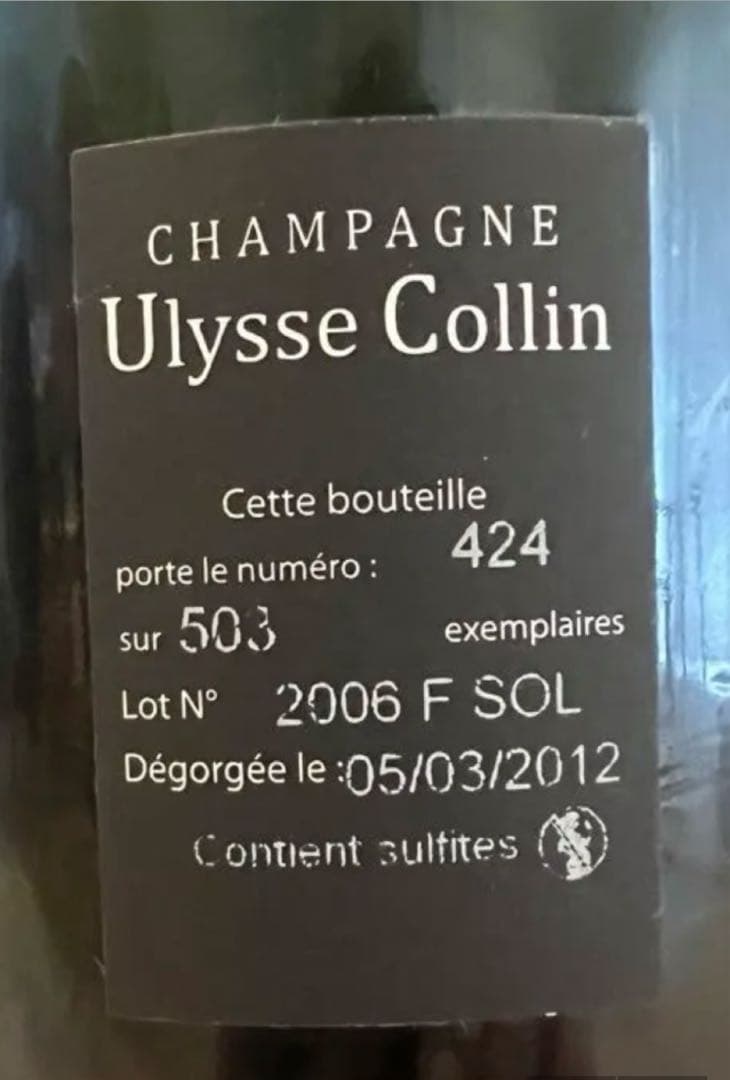 CHAMPAGNE
Ulysse Collin
Cette bouteille
porte le numéro : 424
sur 503 exemplaires
Lot N° 2006 F SOL
Dégorgée le :05/03/2012
Contient sulfites